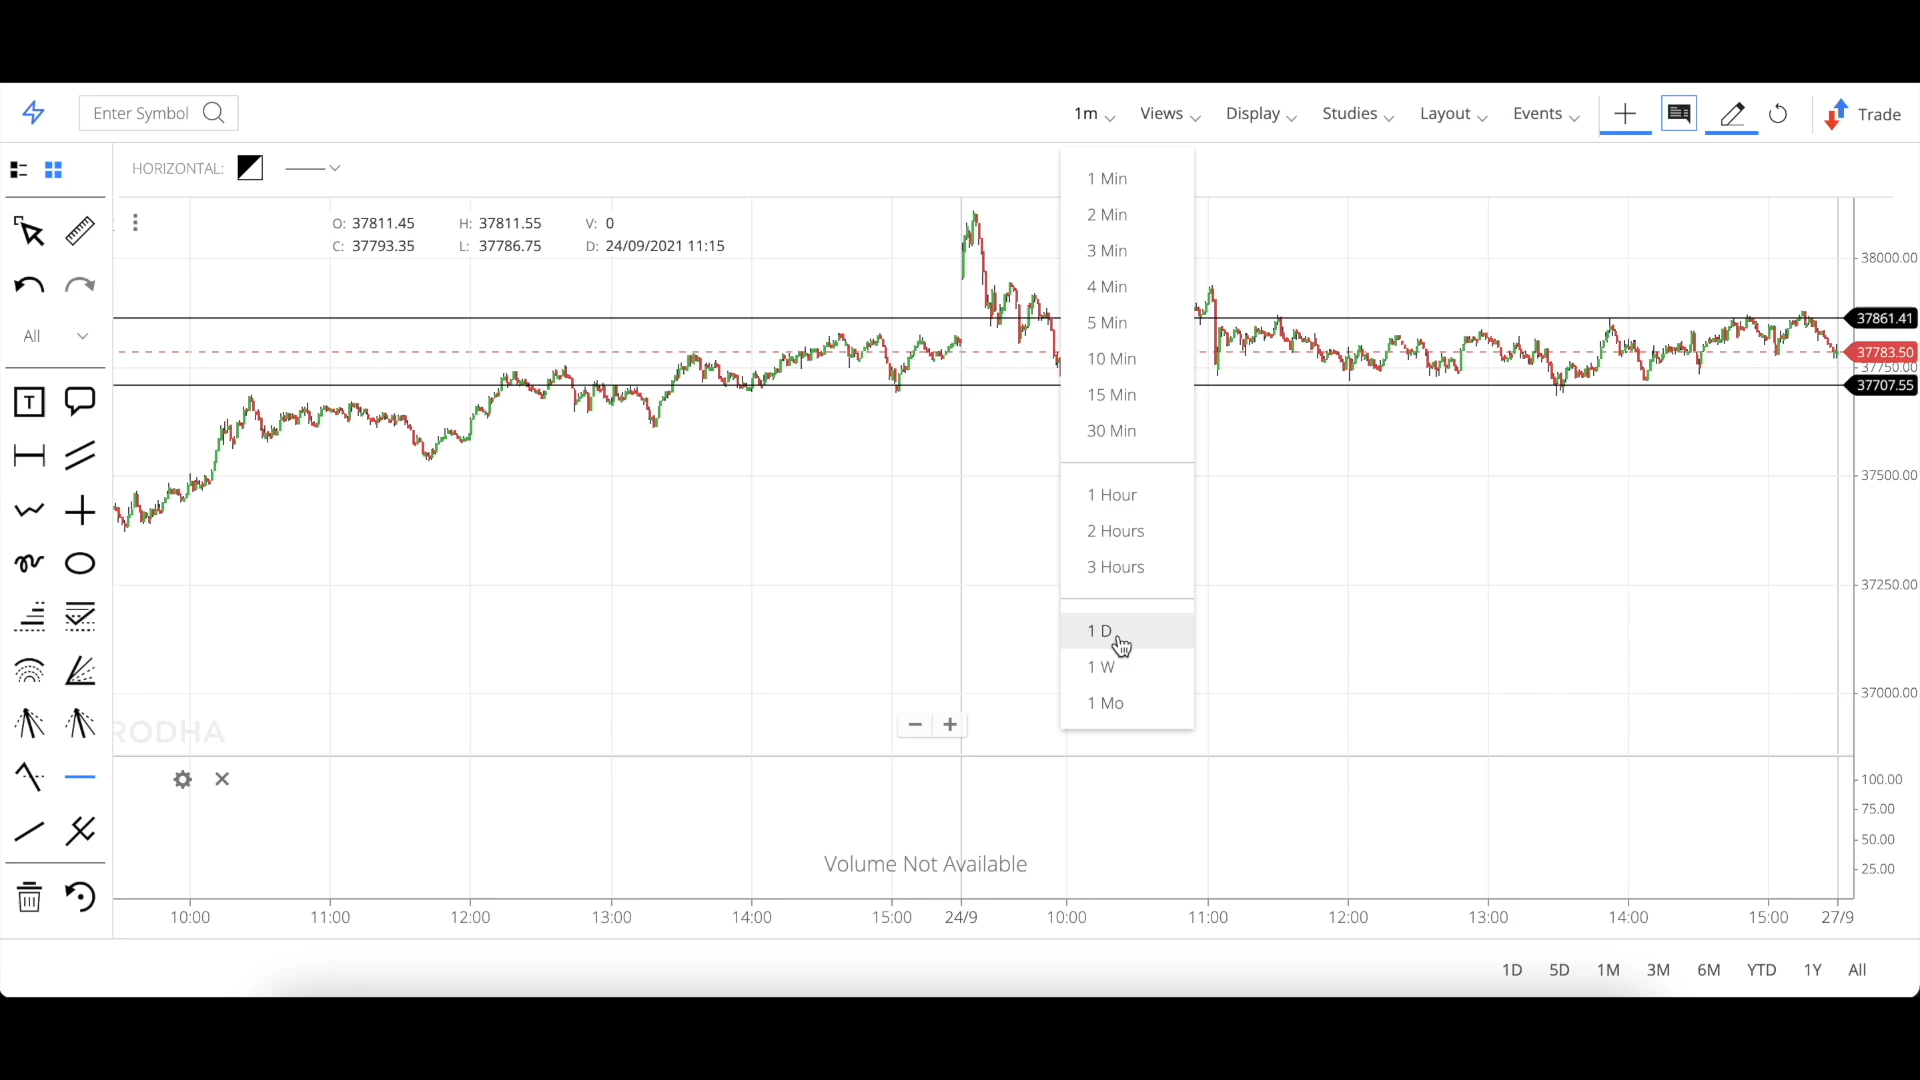 Enter Symbol
1m Views Display Studies Layout Events Trade
HORIZONTAL:
O: 37811.45 H: 37811.55 V: 0
C: 37793.35 L: 37786.75 D: 24/09/2021 11:15
All
T
1 Min
2 Min
3 Min
4 Min
5 Min
10 Min
15 Min
30 Min
1 Hour
2 Hours
3 Hours
1 D
1 W
1 Mo
38000.00
37861.41
37783.50
37750.00
37707.55
37500.00
37250.00
37000.00
RODHA
100.00
75.00
50.00
25.00
Volume Not Available
10:00 11:00 12:00 13:00 14:00 15:00 24/9 10:00 11:00 12:00 13:00 14:00 15:00 27/9
1D 5D 1M 3M 6M YTD 1Y All